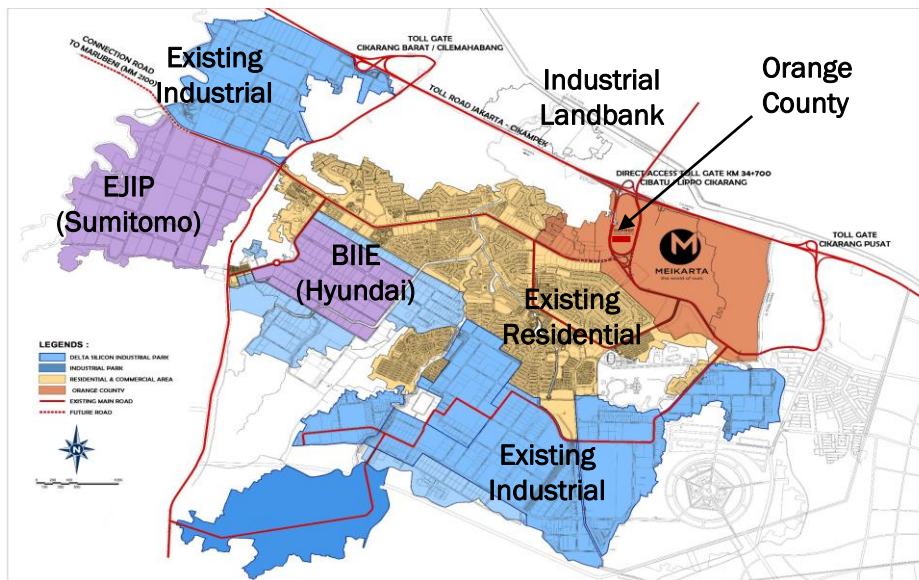 TOLL GATE
CIKARANG BARAT / CILEMAHABANG
CONNECTION ROAD
TO MARUBENI (MM 2100)
Existing
Industrial
TOLL ROAD JAKARTA - CIKAMPEK
Industrial
Landbank
Orange
County
DIRECT ACCESS TOLL GATE KM 34+700
CIBATU - LIPPO CIKARANG
EJIP
(Sumitomo)
TOLL GATE
CIKARANG PUSAT
M
MEIKARTA
BIIE
(Hyundai)
Existing
Residential
LEGENDS :
DELTA SILICON INDUSTRIAL PARK
INDUSTRIAL PARK
RESIDENTIAL & COMMERCIAL AREA
ORANGE COUNTY
EXISTING MAIN ROAD
FUTURE ROAD
N
Existing
Industrial